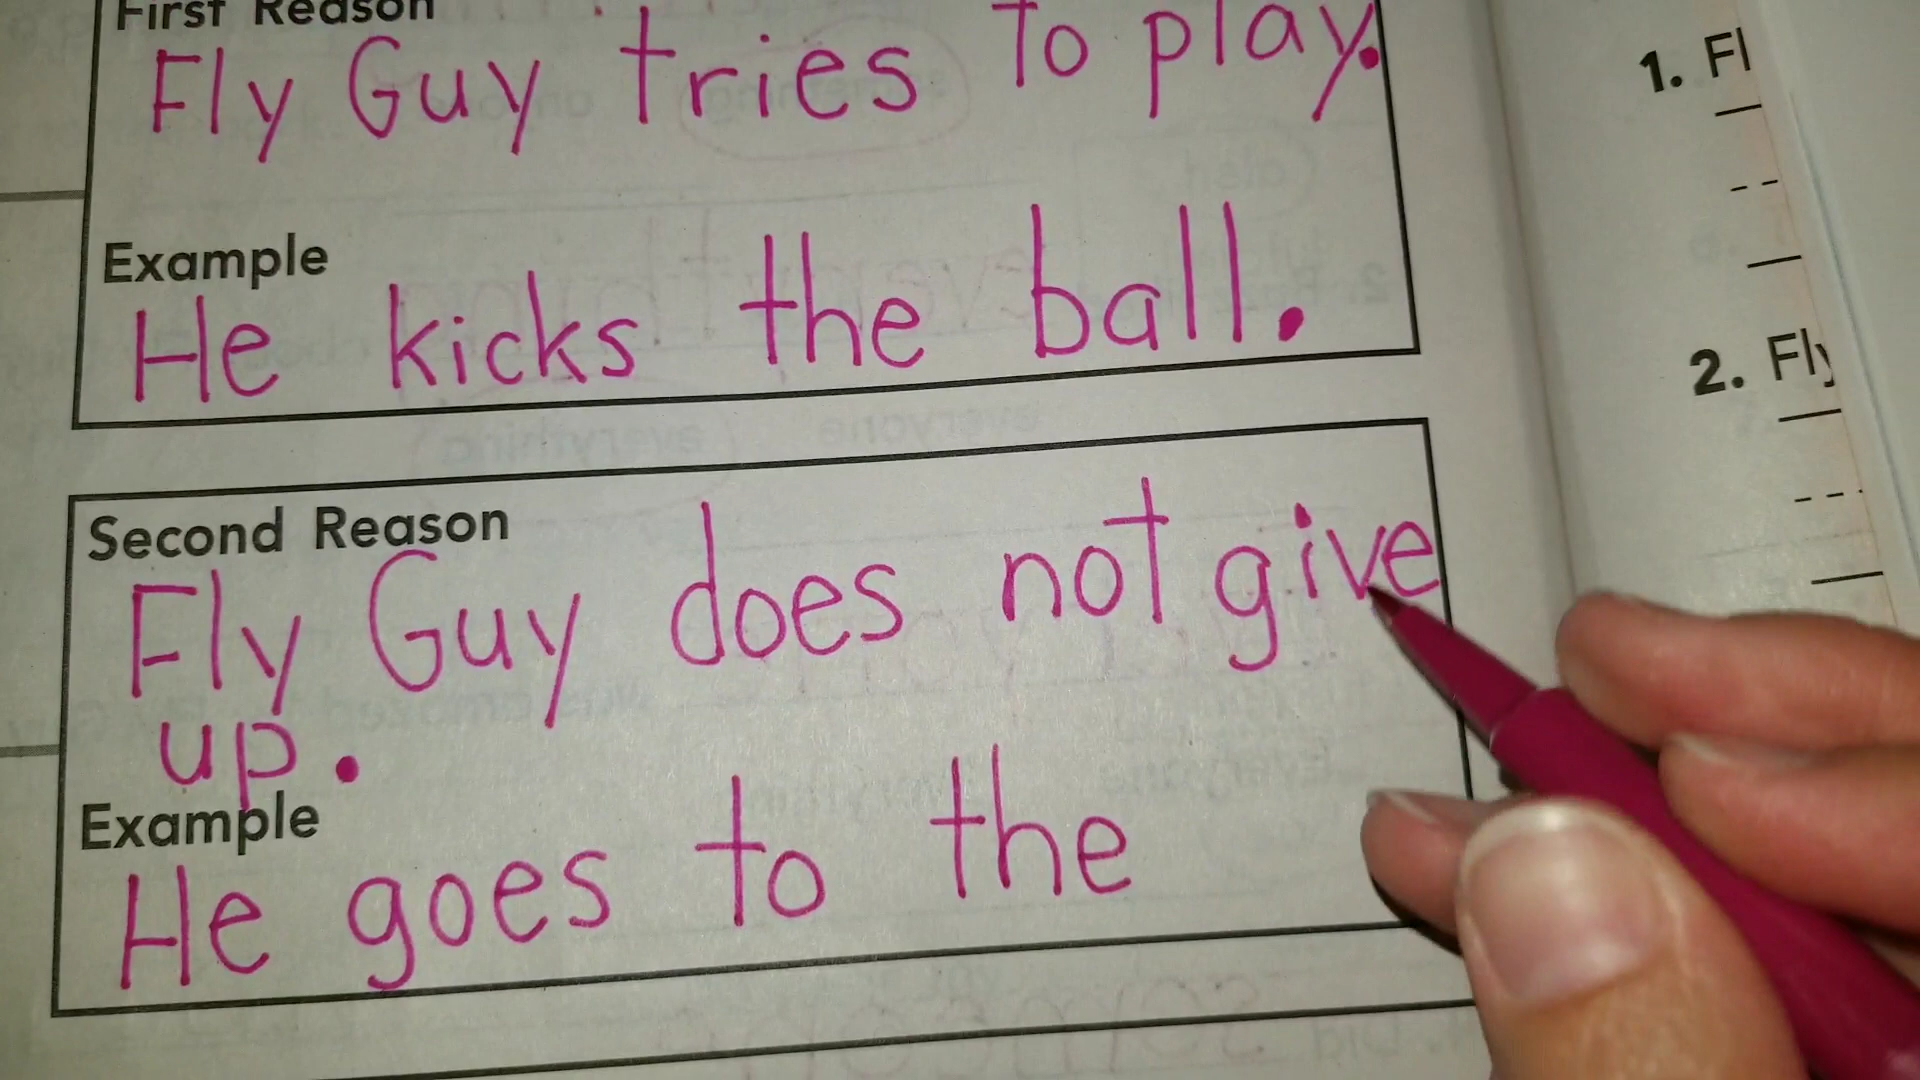 First Reason
Fly Guy tries to play.
Example
He kicks the ball.
Second Reason
Fly Guy does not give
up.
Example
He goes to the
1. Fl
2. Fly